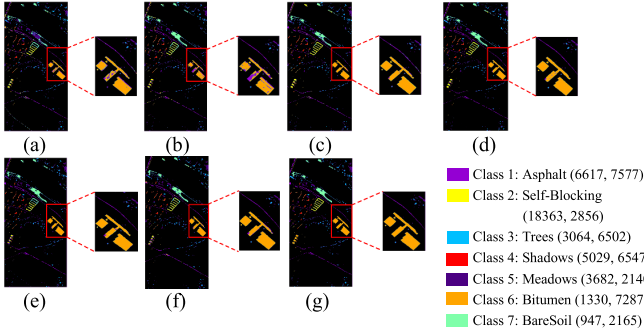 (a)
(b)
(c)
(d)
(e)
(f)
(g)
Class 1: Asphalt (6617, 7577)
Class 2: Self-Blocking
(18363, 2856)
Class 3: Trees (3064, 6502)
Class 4: Shadows (5029, 6547
Class 5: Meadows (3682, 2140
Class 6: Bitumen (1330, 7287
Class 7: BareSoil (947, 2165)